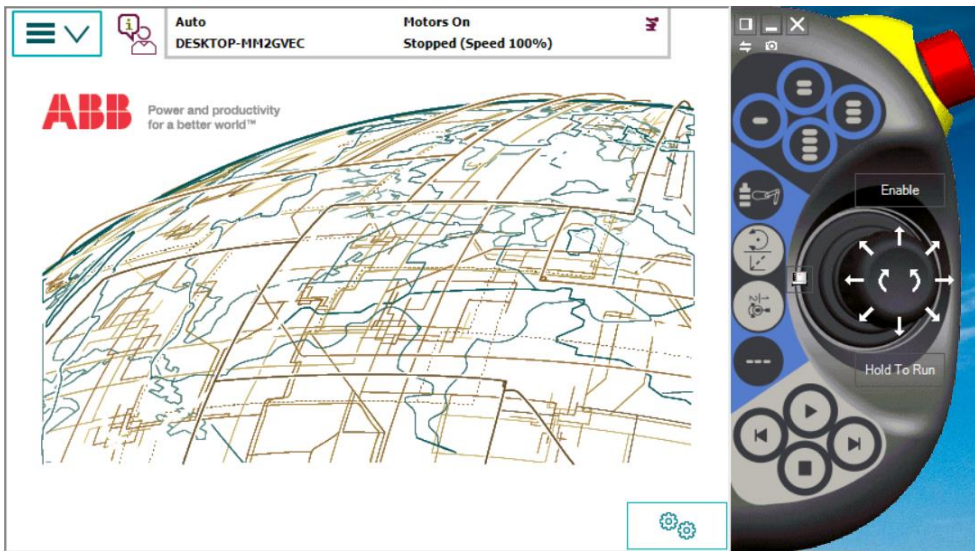 Auto
DESKTOP-MM2GVEC
Motors On
Stopped (Speed 100%)
ABB
Power and productivity
for a better world™
Enable
Hold To Run